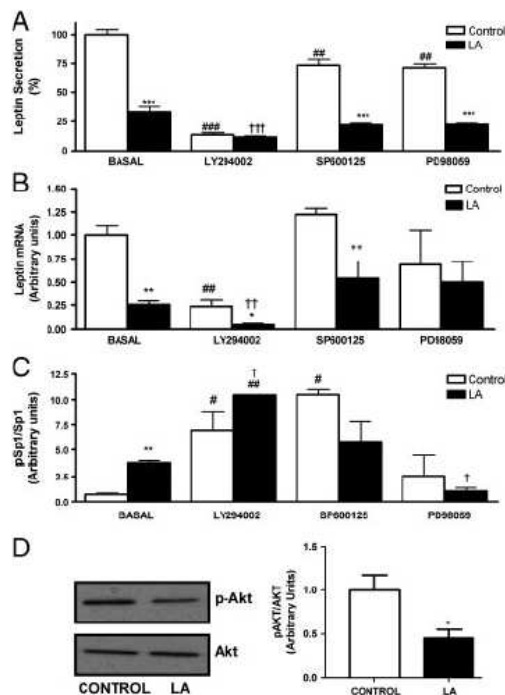 A
Control
LA
Leptin Secretion
(%)
100
75
50
25
0
***
###
†††
##
***
##
***
BASAL
LY294002
SP600125
PD98059
B
Control
LA
Leptin mRNA
(Arbitrary units)
1.50
1.25
1.00
0.75
0.50
0.25
0.00
**
##
††
*
BASAL
LY294002
SP600125
PD98059
C
Control
LA
pSp1/Sp1
(Arbitrary units)
12.5
10.0
7.5
5.0
2.5
0.0
**
#
†
##
#
†
BASAL
LY294002
SP600125
PD98059
D
p-Akt
Akt
CONTROL LA
pAKT/AKT
(Arbitrary Units)
1.5
1.0
0.5
0.0
CONTROL
LA